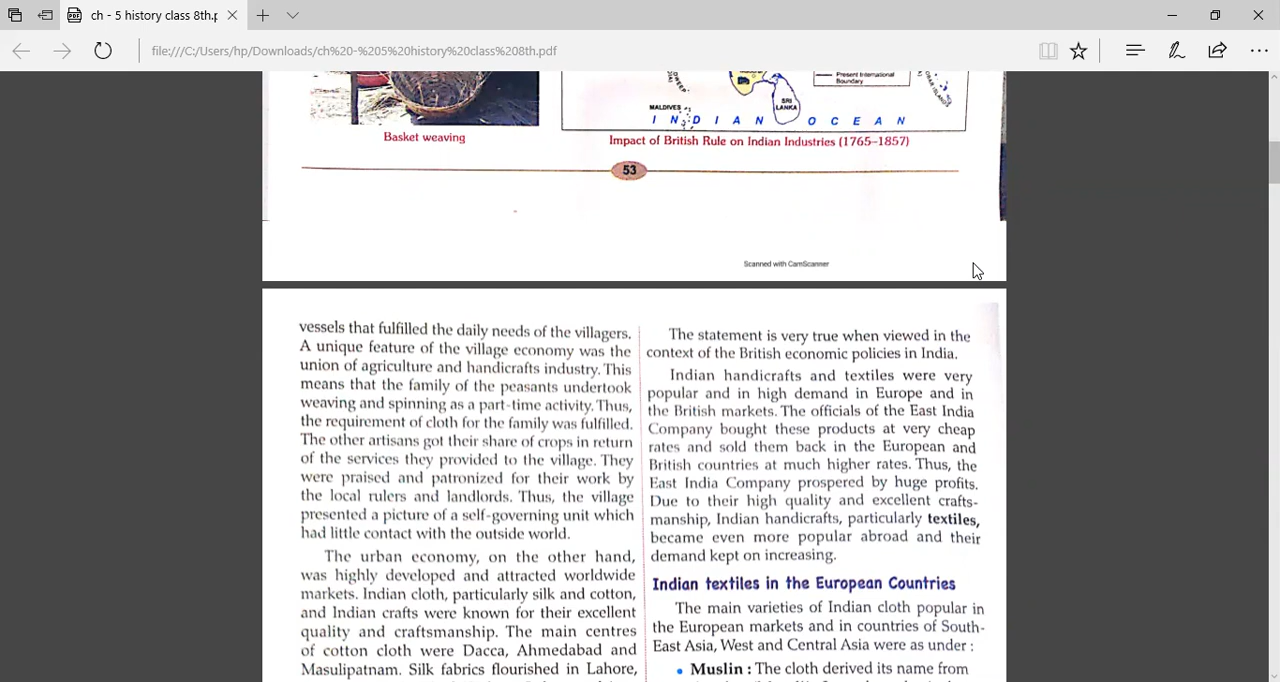 ch - 5 history class 8th.p
file:///C:/Users/hp/Downloads/ch%20-%205%20history%20class%208th.pdf
Present International
Boundary
MALDIVES
SRI
LANKA
INDIAN OCEAN
Basket weaving
Impact of British Rule on Indian Industries (1765–1857)
53
Scanned with CamScanner
vessels that fulfilled the daily needs of the villagers.
A unique feature of the village economy was the
union of agriculture and handicrafts industry. This
means that the family of the peasants undertook
weaving and spinning as a part-time activity. Thus,
the requirement of cloth for the family was fulfilled.
The other artisans got their share of crops in return
of the services they provided to the village. They
were praised and patronized for their work by
the local rulers and landlords. Thus, the village
presented a picture of a self-governing unit which
had little contact with the outside world.
The urban economy, on the other hand,
was highly developed and attracted worldwide
markets. Indian cloth, particularly silk and cotton,
and Indian crafts were known for their excellent
quality and craftsmanship. The main centres
of cotton cloth were Dacca, Ahmedabad and
Masulipatnam. Silk fabrics flourished in Lahore,
The statement is very true when viewed in the
context of the British economic policies in India.
Indian handicrafts and textiles were very
popular and in high demand in Europe and in
the British markets. The officials of the East India
Company bought these products at very cheap
rates and sold them back in the European and
British countries at much higher rates. Thus, the
East India Company prospered by huge profits.
Due to their high quality and excellent crafts-
manship, Indian handicrafts, particularly textiles,
became even more popular abroad and their
demand kept on increasing.
Indian textiles in the European Countries
The main varieties of Indian cloth popular in
the European markets and in countries of South-
East Asia, West and Central Asia were as under :
• Muslin : The cloth derived its name from